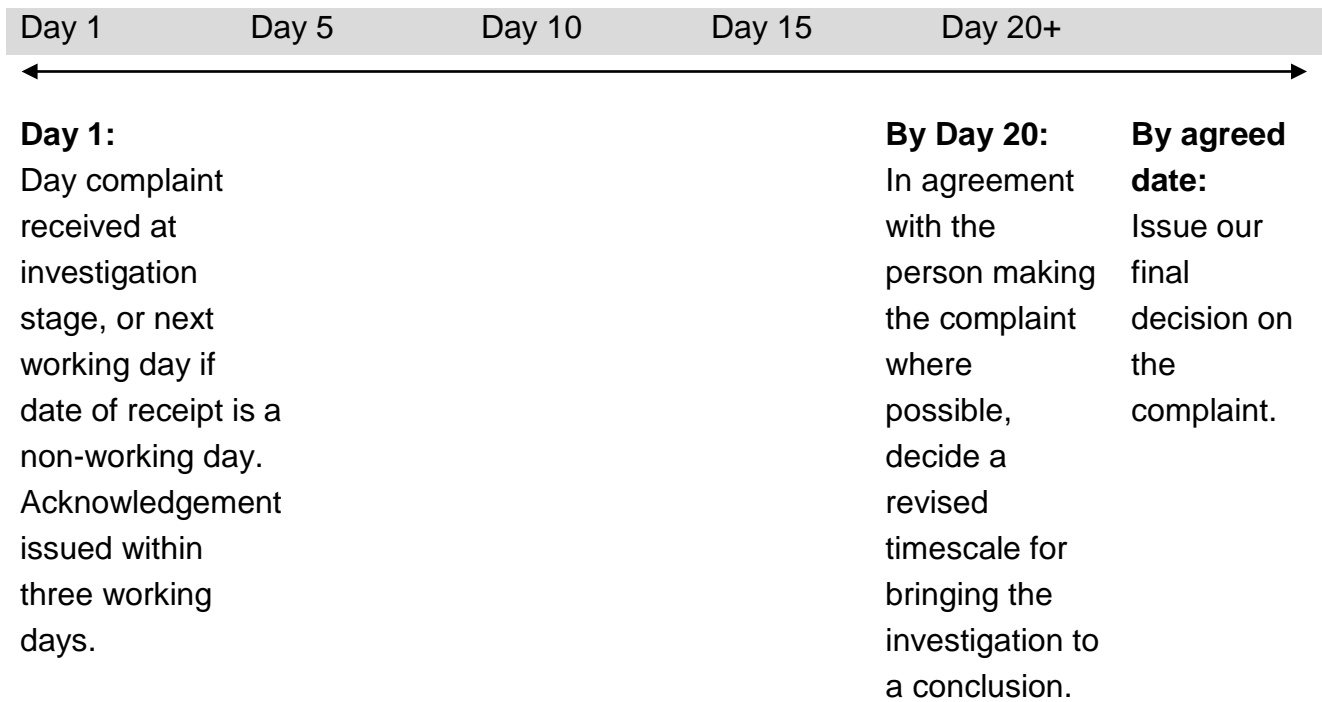 Day 1 Day 5 Day 10 Day 15 Day 20+
Day 1:
Day complaint
received at
investigation
stage, or next
working day if
date of receipt is a
non-working day.
Acknowledgement
issued within
three working
days.
By Day 20:
In agreement
with the
person making
the complaint
where
possible,
decide a
revised
timescale for
bringing the
investigation to
a conclusion.
By agreed
date:
Issue our
final
decision on
the
complaint.